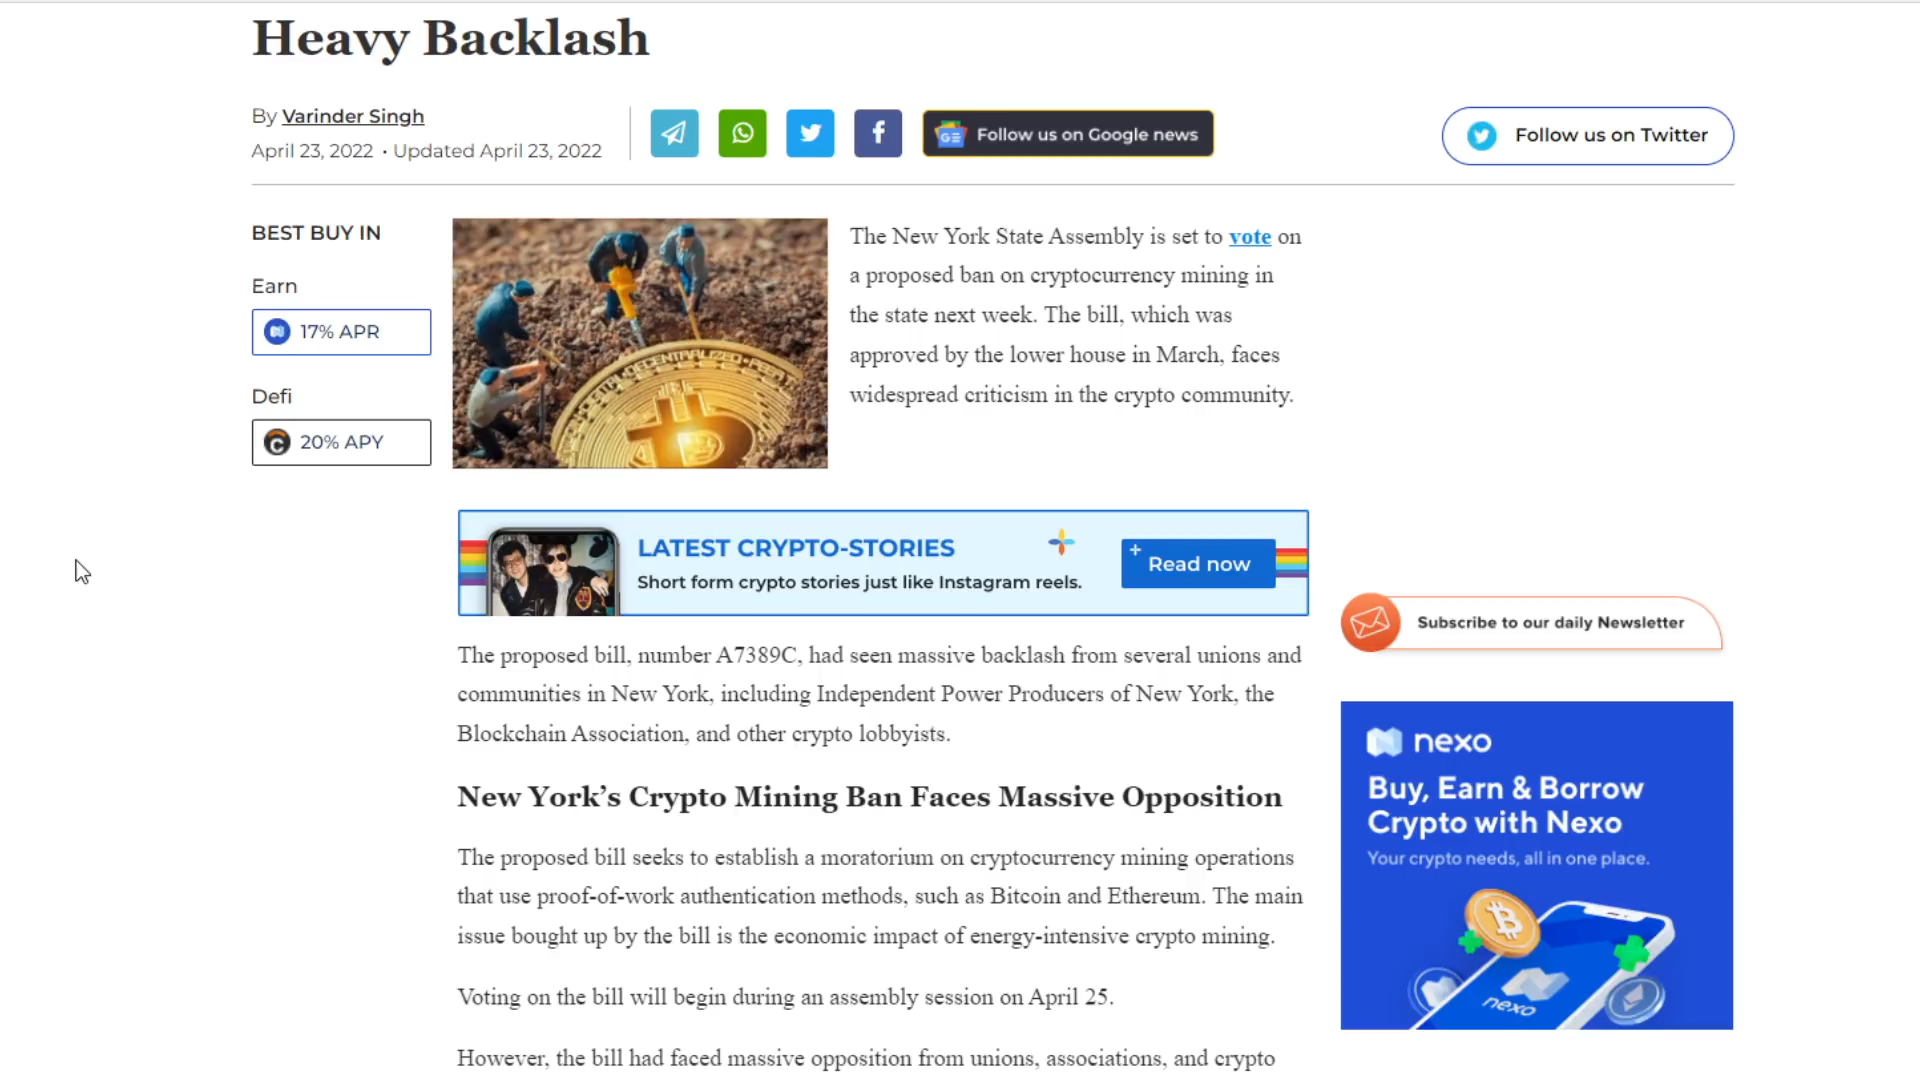 Heavy Backlash
By Varinder Singh
April 23, 2022 • Updated April 23, 2022
Follow us on Google news
Follow us on Twitter
BEST BUY IN
Earn
17% APR
Defi
20% APY
The New York State Assembly is set to vote on
a proposed ban on cryptocurrency mining in
the state next week. The bill, which was
approved by the lower house in March, faces
widespread criticism in the crypto community.
LATEST CRYPTO-STORIES
Short form crypto stories just like Instagram reels.
Read now
The proposed bill, number A7389C, had seen massive backlash from several unions and
communities in New York, including Independent Power Producers of New York, the
Blockchain Association, and other crypto lobbyists.
New York's Crypto Mining Ban Faces Massive Opposition
The proposed bill seeks to establish a moratorium on cryptocurrency mining operations
that use proof-of-work authentication methods, such as Bitcoin and Ethereum. The main
issue bought up by the bill is the economic impact of energy-intensive crypto mining.
Voting on the bill will begin during an assembly session on April 25.
However, the bill had faced massive opposition from unions, associations, and crypto
Subscribe to our daily Newsletter
nexo
Buy, Earn & Borrow
Crypto with Nexo
Your crypto needs, all in one place.
nexo